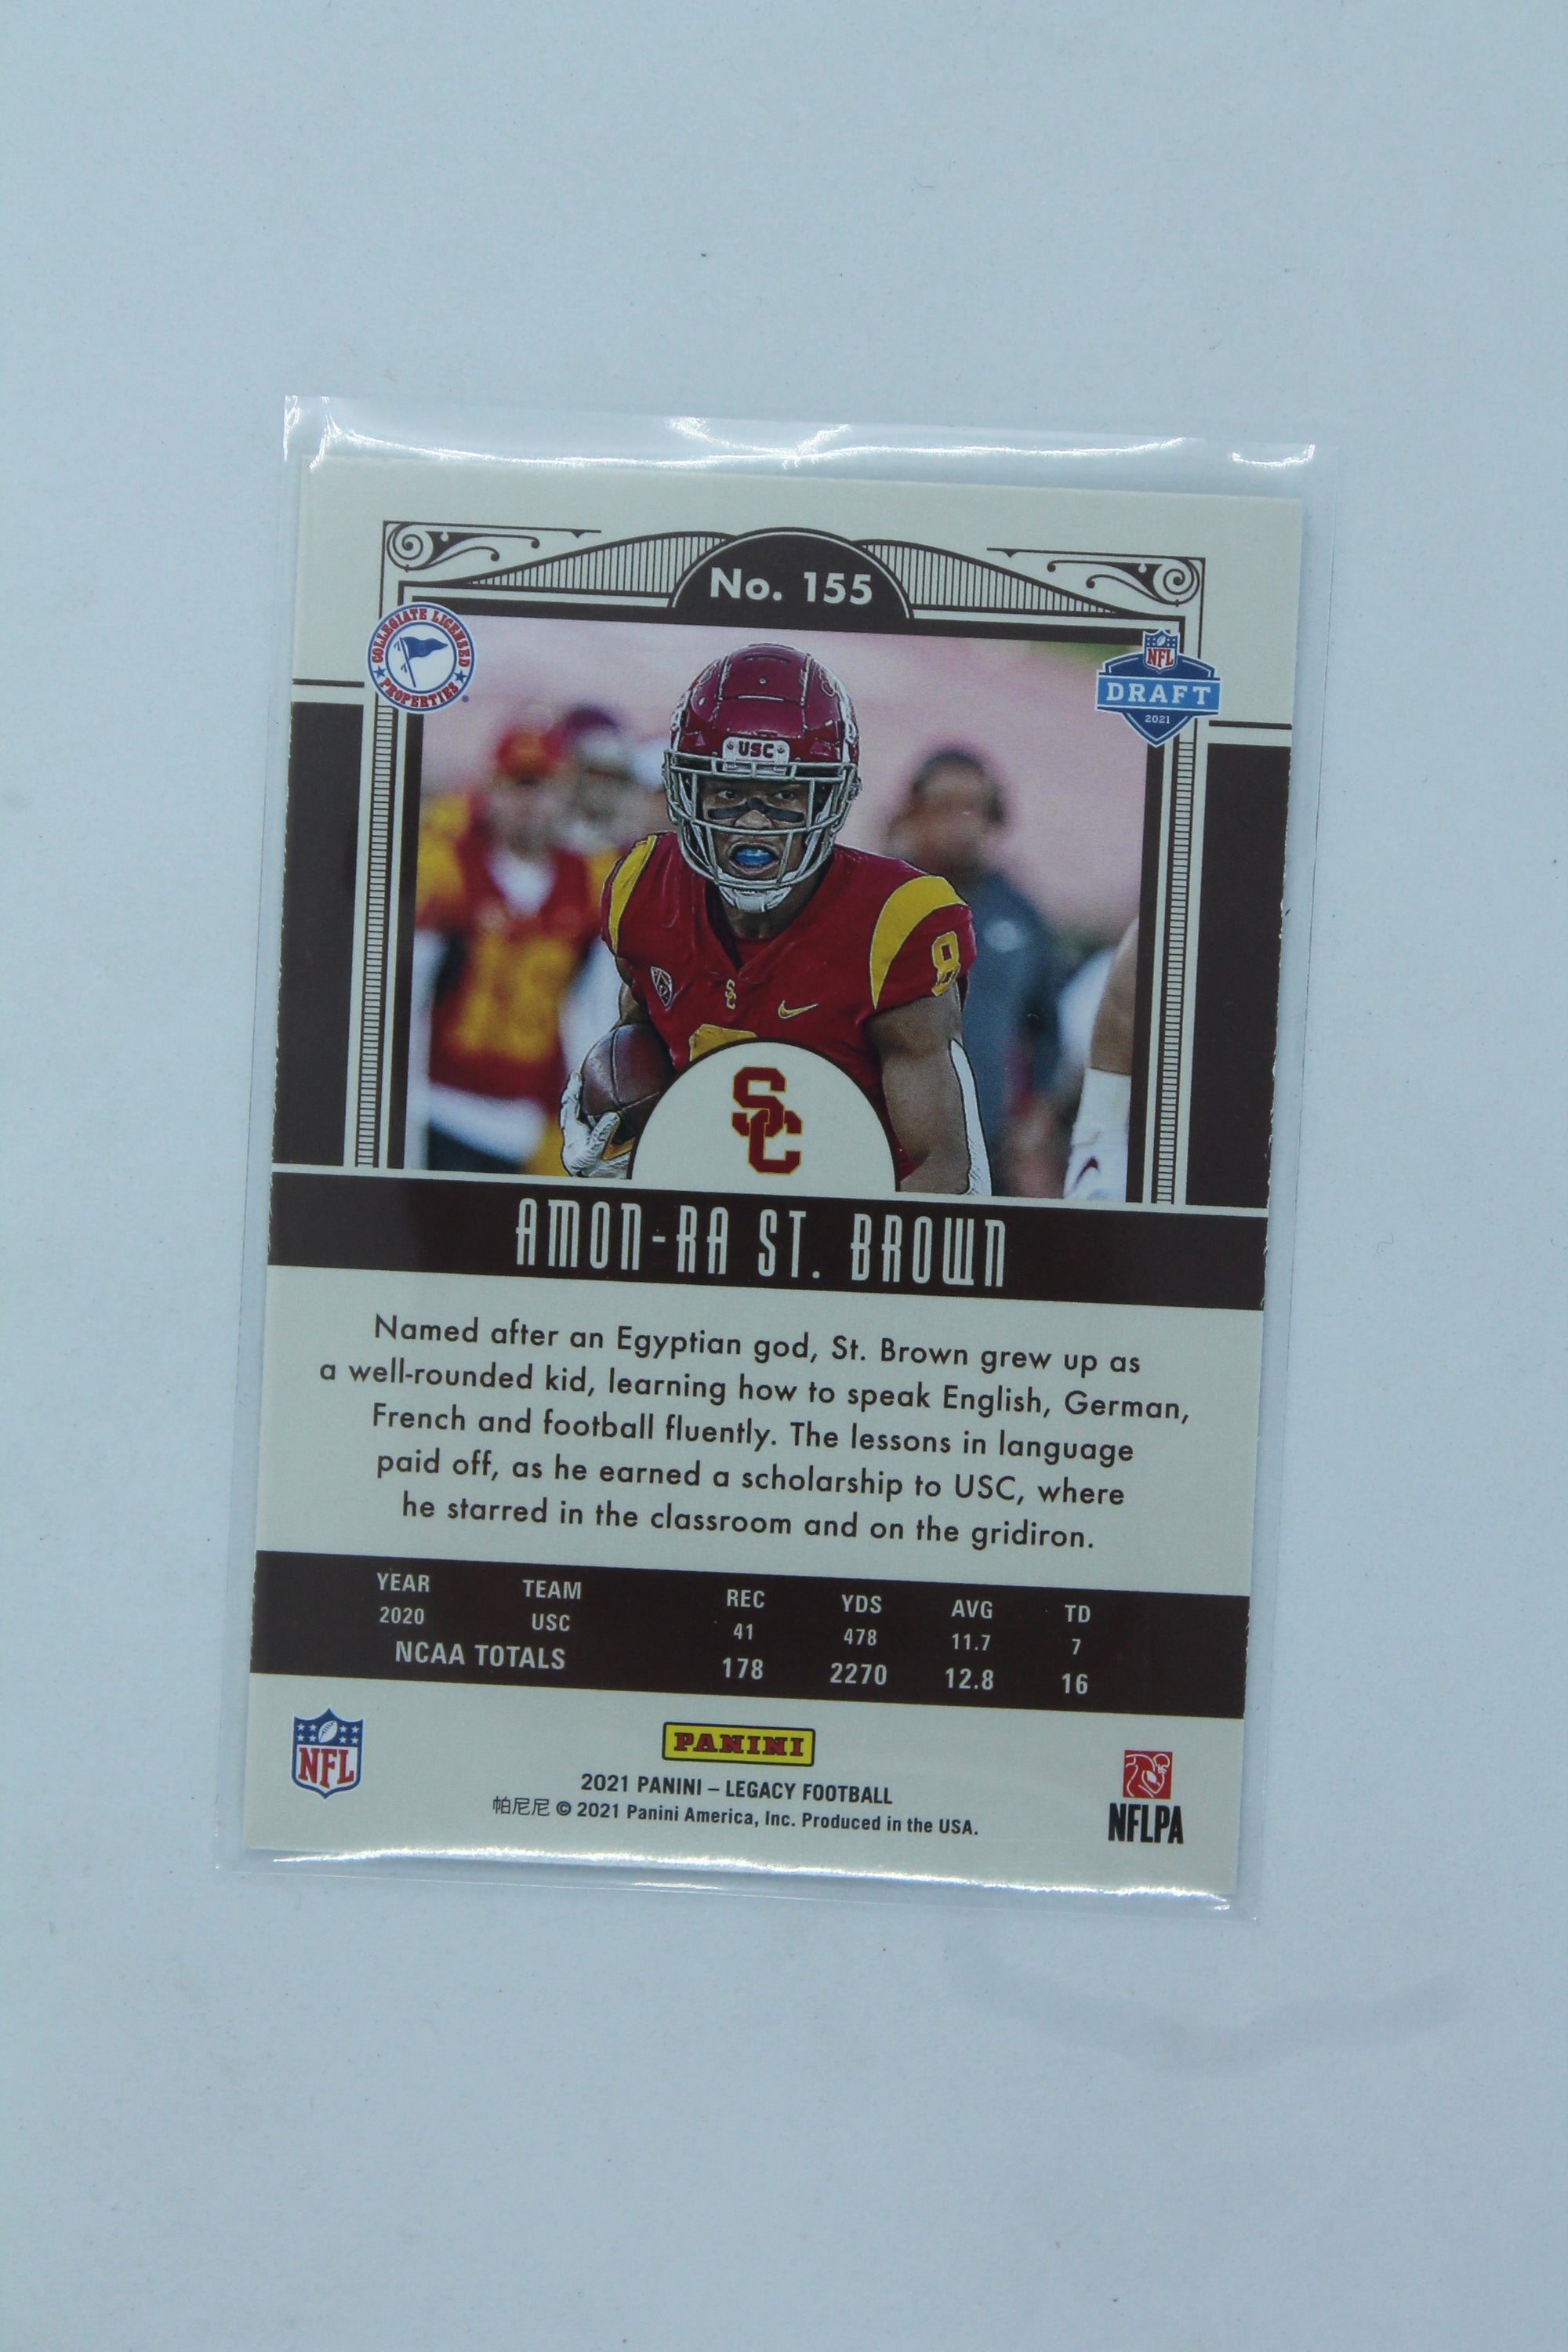 No. 155
COLLEGIATE LICENSED
PROPERTIES
NFL
DRAFT
2021
USC
8
SC
SC
AMON-RA ST. BROWN
Named after an Egyptian god, St. Brown grew up as
a well-rounded kid, learning how to speak English, German,
French and football fluently. The lessons in language
paid off, as he earned a scholarship to USC, where
he starred in the classroom and on the gridiron.
YEAR TEAM REC YDS AVG TD
2020 USC 41 478 11.7 7
NCAA TOTALS 178 2270 12.8 16
NFL
PANINI
2021 PANINI – LEGACY FOOTBALL
帕尼尼 © 2021 Panini America, Inc. Produced in the USA.
NFLPA